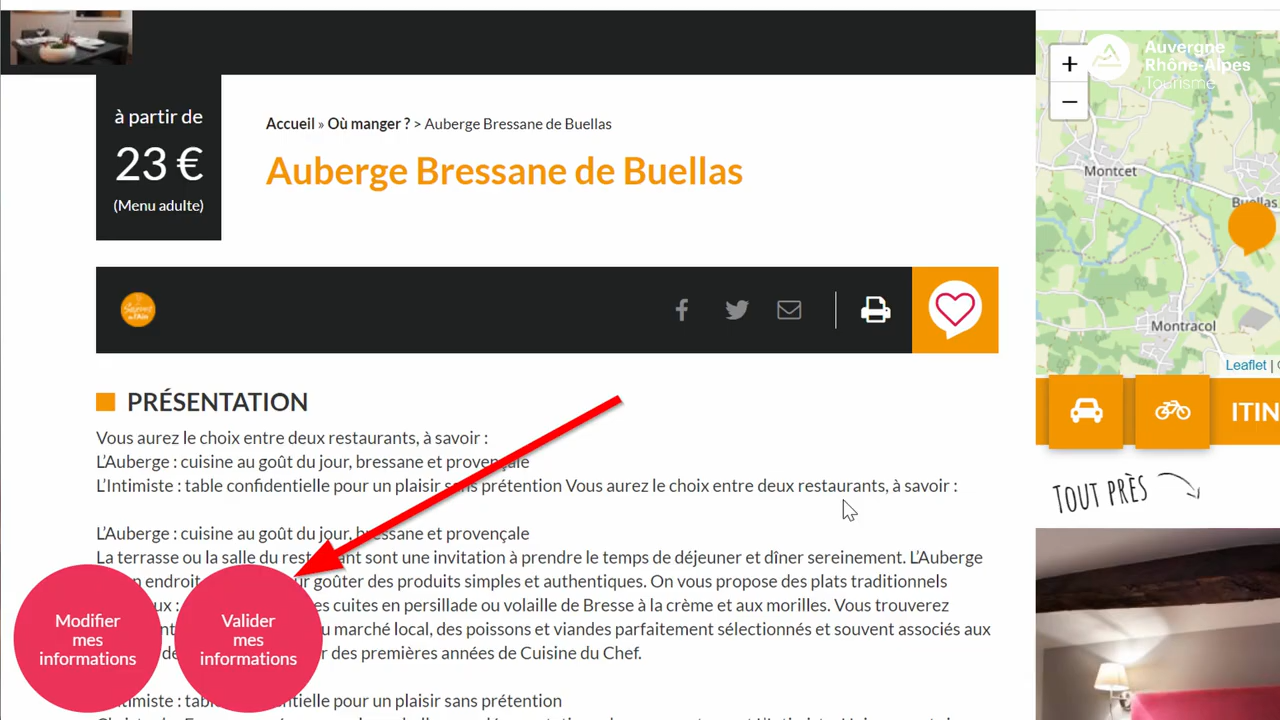 à partir de
23 €
(Menu adulte)
Accueil » Où manger ? > Auberge Bressane de Buellas
Auberge Bressane de Buellas
PRÉSENTATION
Vous aurez le choix entre deux restaurants, à savoir :
L'Auberge : cuisine au goût du jour, bressane et provençale
L'Intimiste : table confidentielle pour un plaisir sans prétention Vous aurez le choix entre deux restaurants, à savoir :
L'Auberge : cuisine au goût du jour, bressane et provençale
La terrasse ou la salle du restaurant sont une invitation à prendre le temps de déjeuner et dîner sereinement. L'Auberge
endroit goûter des produits simples et authentiques. On vous propose des plats traditionnels
cuites en persillade ou volaille de Bresse à la crème et aux morilles. Vous trouverez
marché local, des poissons et viandes parfaitement sélectionnés et souvent associés aux
des premières années de Cuisine du Chef.
Intimiste : pour un plaisir sans prétention
Modifier
mes
informations
Valider
mes
informations
+
−
Auvergne
Rhône-Alpes
Tourisme
Montcet
Buellas
Montracol
Leaflet |
ITIN
TOUT PRÈS